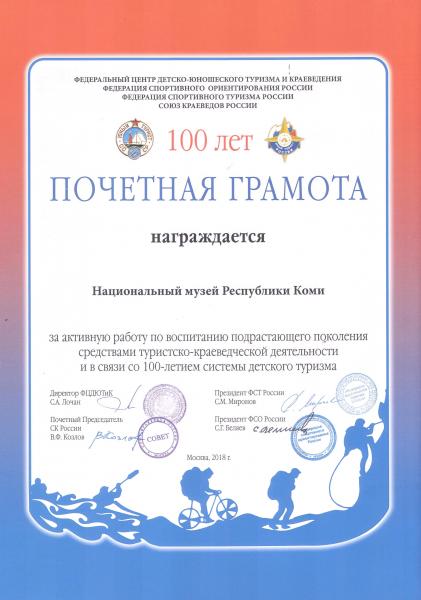 ФЕДЕРАЛЬНЫЙ ЦЕНТР ДЕТСКО-ЮНОШЕСКОГО ТУРИЗМА И КРАЕВЕДЕНИЯ
ФЕДЕРАЦИЯ СПОРТИВНОГО ОРИЕНТИРОВАНИЯ РОССИИ
ФЕДЕРАЦИЯ СПОРТИВНОГО ТУРИЗМА РОССИИ
СОЮЗ КРАЕВЕДОВ РОССИИ
100 лет
ПОЧЕТНАЯ ГРАМОТА
награждается
Национальный музей Республики Коми
за активную работу по воспитанию подрастающего поколения
средствами туристско-краеведческой деятельности
и в связи со 100-летием системы детского туризма
Директор ФЦДЮТиК
С.А. Лочан
Президент ФСТ России
С.М. Миронов
Почетный Председатель
СК России
В.Ф. Козлов
СОВЕТ
Президент ФСО России
С.Г. Беляев
Москва, 2018 г.